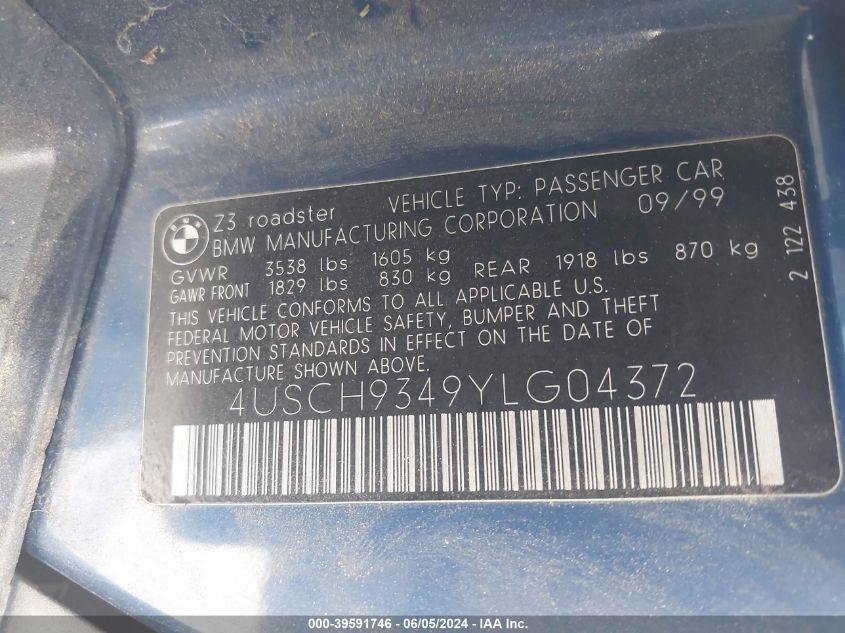 BMW
Z3 roadster VEHICLE TYP: PASSENGER CAR
BMW MANUFACTURING CORPORATION 09/99
GVWR 3538 lbs 1605 kg
GAWR FRONT 1829 lbs 830 kg REAR 1918 lbs 870 kg
THIS VEHICLE CONFORMS TO ALL APPLICABLE U.S.
FEDERAL MOTOR VEHICLE SAFETY, BUMPER AND THEFT
PREVENTION STANDARDS IN EFFECT ON THE DATE OF
MANUFACTURE SHOWN ABOVE.
4USCH9349YLG04372
2 122 438
000-39591746 - 06/05/2024 - IAA Inc.